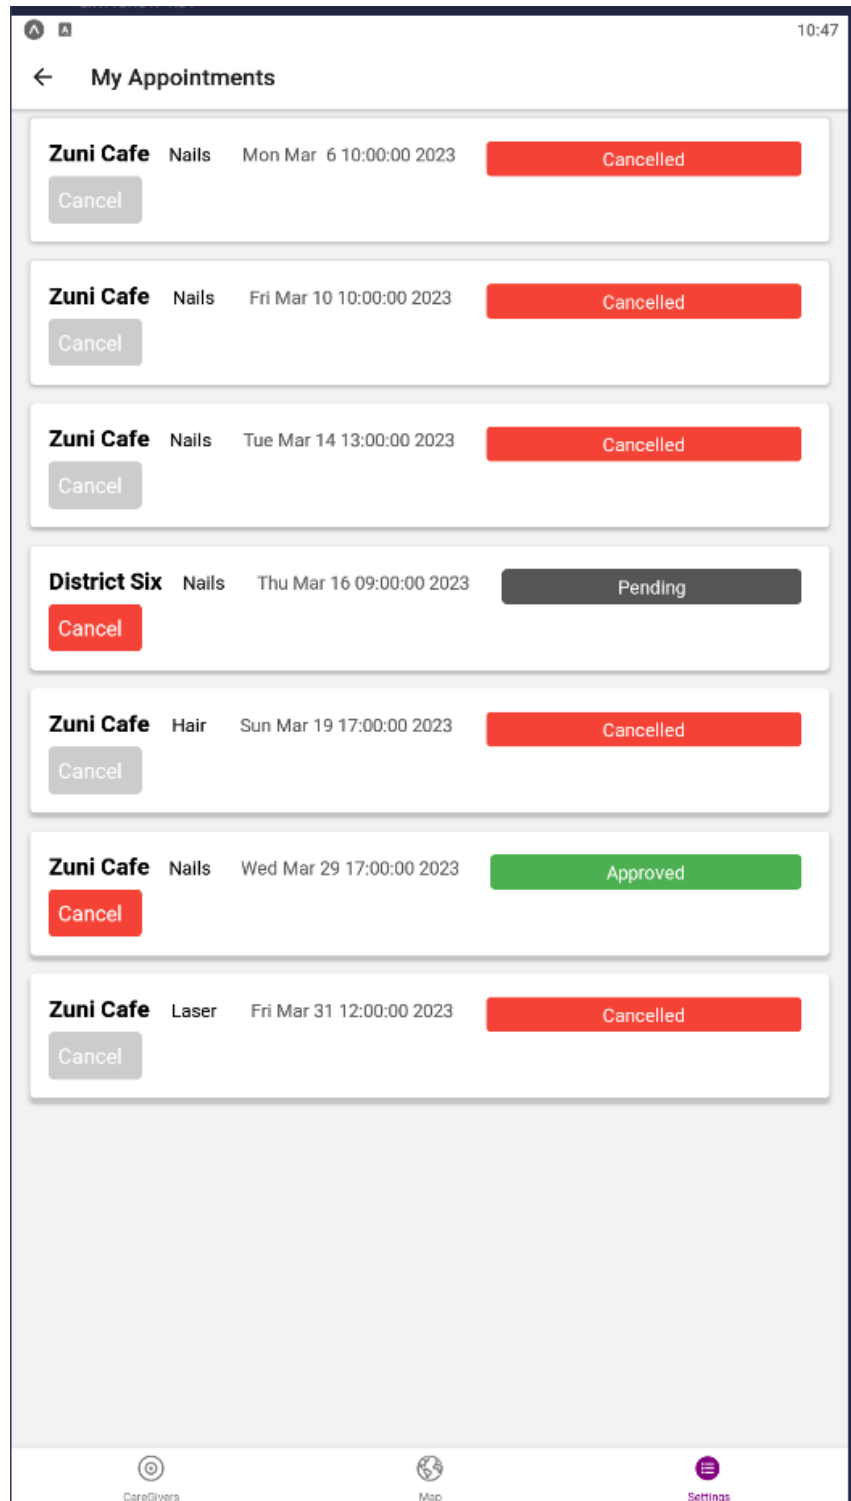 10:47
My Appointments
Zuni Cafe Nails Mon Mar  6 10:00:00 2023 Cancelled
Cancel
Zuni Cafe Nails Fri Mar 10 10:00:00 2023 Cancelled
Cancel
Zuni Cafe Nails Tue Mar 14 13:00:00 2023 Cancelled
Cancel
District Six Nails Thu Mar 16 09:00:00 2023 Pending
Cancel
Zuni Cafe Hair Sun Mar 19 17:00:00 2023 Cancelled
Cancel
Zuni Cafe Nails Wed Mar 29 17:00:00 2023 Approved
Cancel
Zuni Cafe Laser Fri Mar 31 12:00:00 2023 Cancelled
Cancel
CareGivers Map Settings